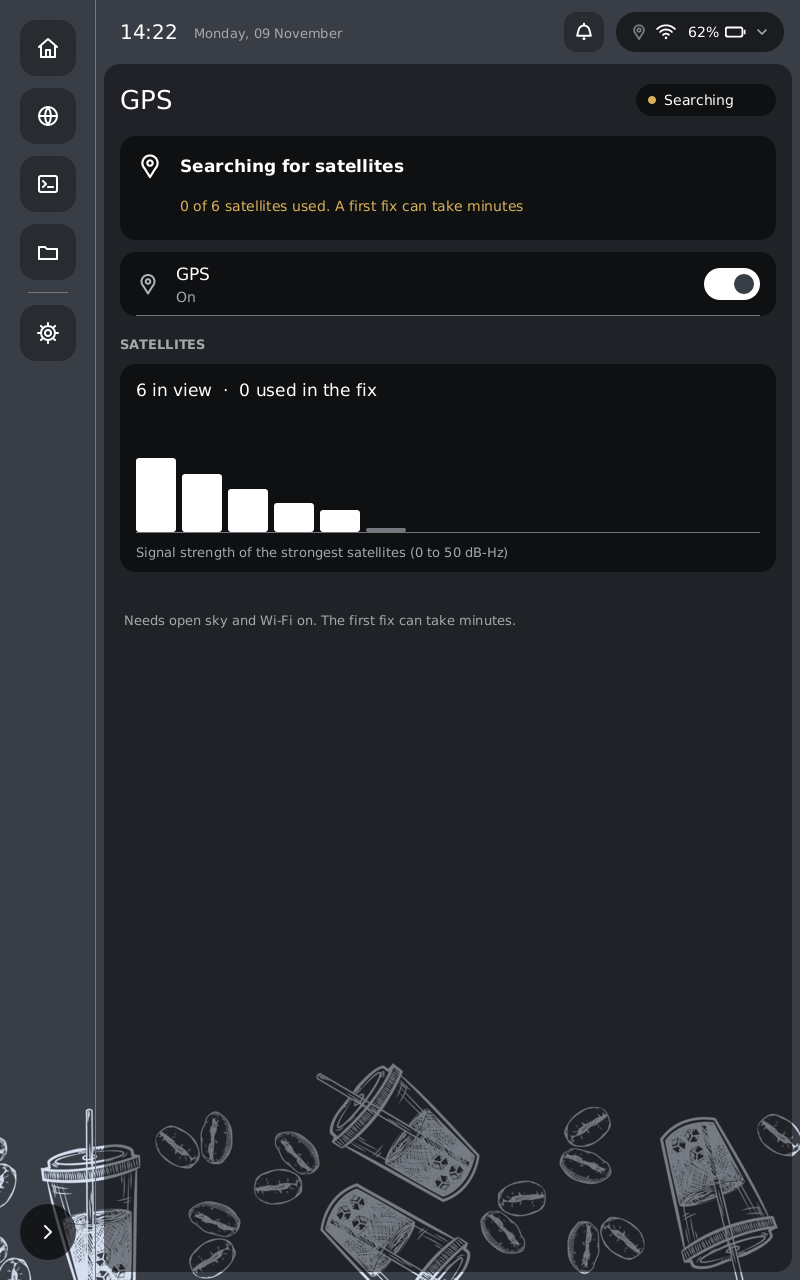 14:22 Monday, 09 November 62%
GPS Searching
Searching for satellites
0 of 6 satellites used. A first fix can take minutes
GPS
On
SATELLITES
6 in view · 0 used in the fix
Signal strength of the strongest satellites (0 to 50 dB-Hz)
Needs open sky and Wi-Fi on. The first fix can take minutes.